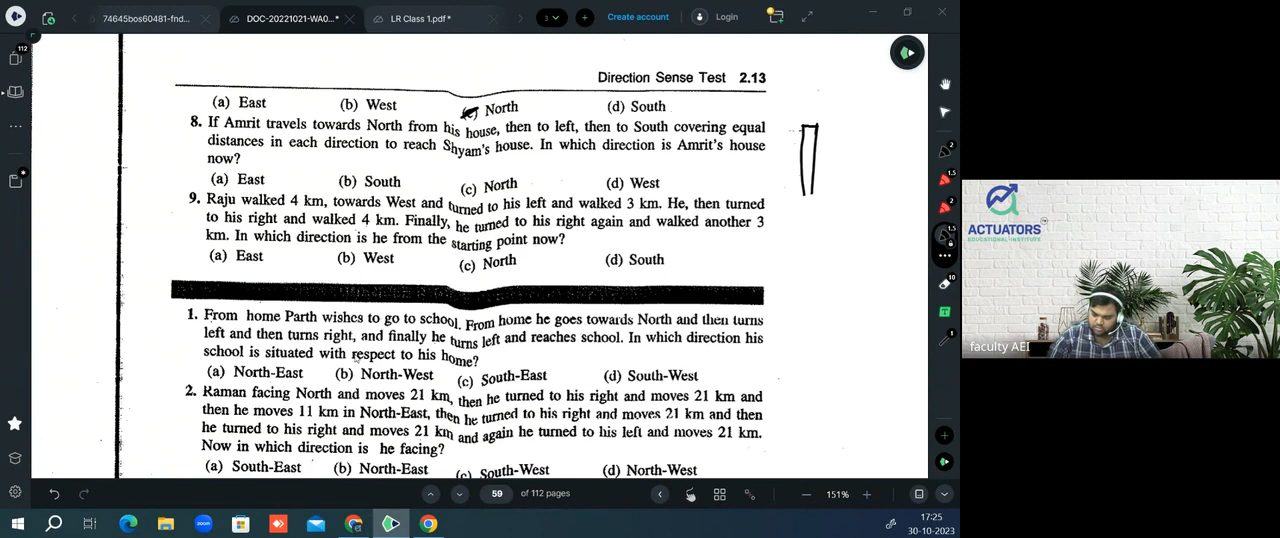 74645bos60481-fnd...
DOC-20221021-WA0...*
LR Class 1.pdf*
3
Create account
Login
112
Direction Sense Test 2.13
(a) East (b) West (c) North (d) South
8. If Amrit travels towards North from his house, then to left, then to South covering equal
distances in each direction to reach Shyam's house. In which direction is Amrit's house
now?
(a) East (b) South (c) North (d) West
9. Raju walked 4 km, towards West and turned to his left and walked 3 km. He, then turned
to his right and walked 4 km. Finally, he turned to his right again and walked another 3
km. In which direction is he from the starting point now?
(a) East (b) West (c) North (d) South
1. From home Parth wishes to go to school. From home he goes towards North and then turns
left and then turns right, and finally he turns left and reaches school. In which direction his
school is situated with respect to his home?
(a) North-East (b) North-West (c) South-East (d) South-West
2. Raman facing North and moves 21 km, then he turned to his right and moves 21 km and
then he moves 11 km in North-East, then he turned to his right and moves 21 km and then
he turned to his right and moves 21 km and again he turned to his left and moves 21 km.
Now in which direction is he facing?
(a) South-East (b) North-East (c) South-West (d) North-West
2
1.5
2
1.5
10
T
1
ACTUATORS
EDUCATIONAL INSTITUTE
faculty AEI
59 of 112 pages
151%
zoom
17:25
30-10-2023